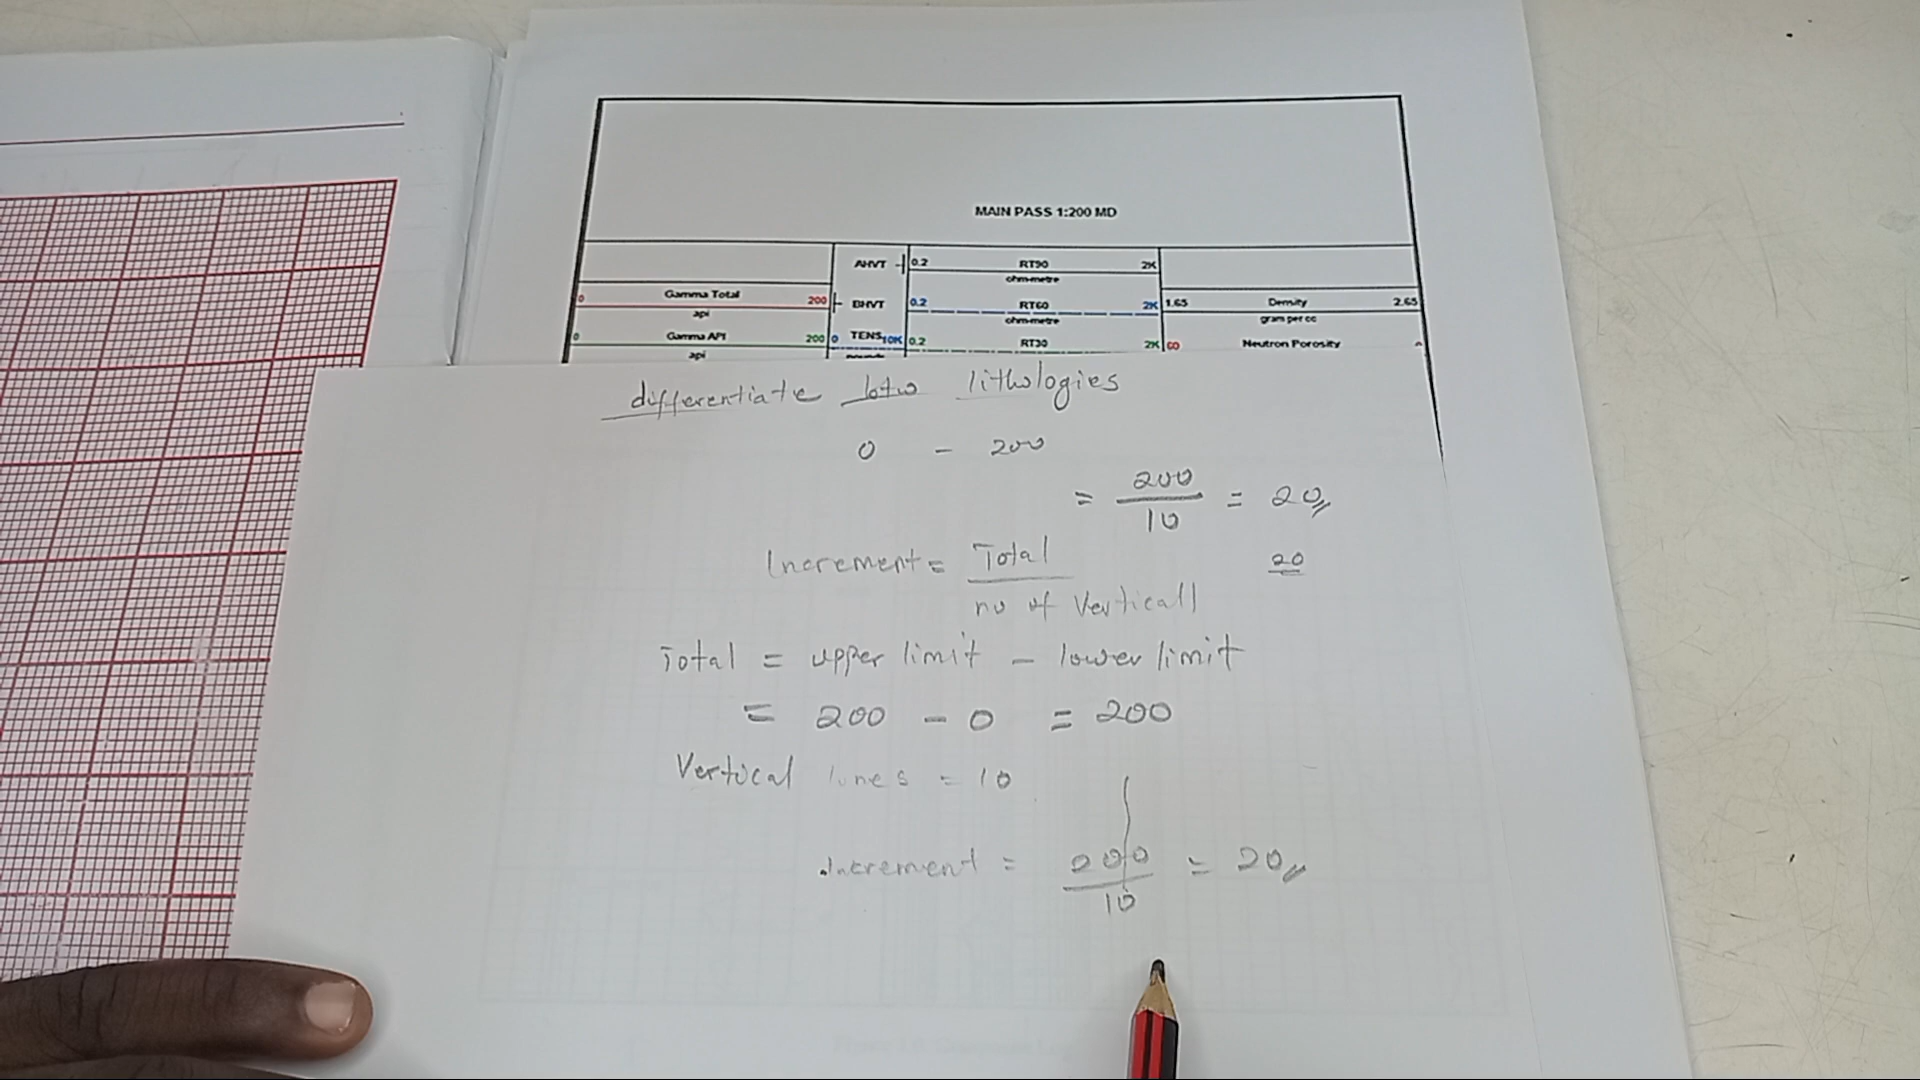 MAIN PASS 1:200 MD
AHVT 0.2 RT90 2K
ohm-metre
0 Gamma Total 200 BHVT 0.2 RT60 2K 1.65 Density 2.65
api ohm-metre gram per cc
0 Gamma API 200 0 TENS 10K 0.2 RT30 2K 60 Neutron Porosity
api
differentiate btw lithologies
0 - 200
= 200/10 = 20
Increment = Total / no of Vertical 20
Total = upper limit - lower limit
= 200 - 0 = 200
Vertical lines = 10
Increment = 200/10 = 20